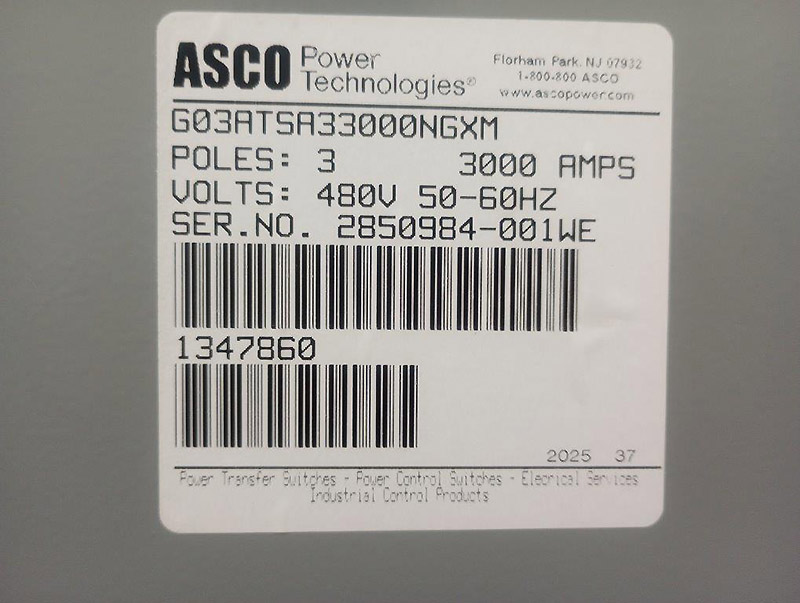 ASCO Power Technologies®
Florham Park, NJ 07932
1-800-800 ASCO
www.ascopower.com
G03ATSA33000NGXM
POLES: 3 3000 AMPS
VOLTS: 480V 50-60HZ
SER.NO. 2850984-001WE
1347860
2025 37
Power Transfer Switches - Power Control Switches - Elecrical Services
Industrial Control Products